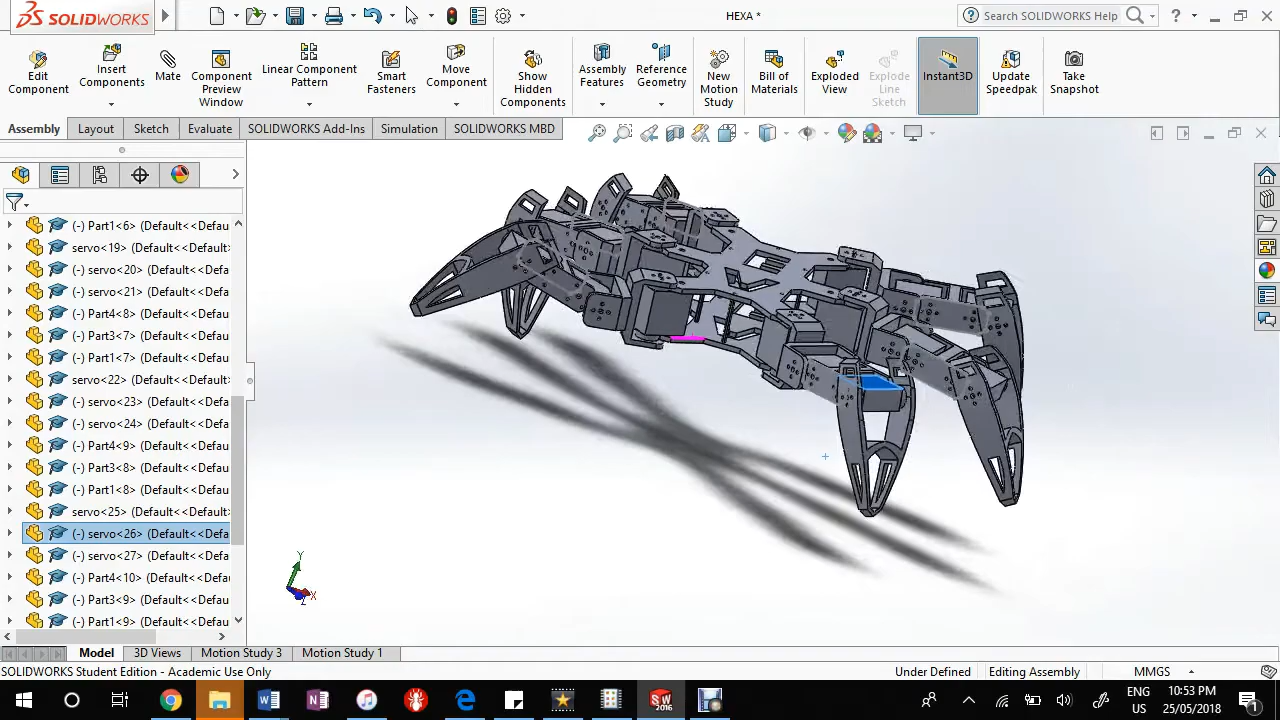 SOLIDWORKS
HEXA *
Search SOLIDWORKS Help
Edit Component
Insert Components
Mate
Component Preview Window
Linear Component Pattern
Smart Fasteners
Move Component
Show Hidden Components
Assembly Features
Reference Geometry
New Motion Study
Bill of Materials
Exploded View
Explode Line Sketch
Instant3D
Update Speedpak
Take Snapshot
Assembly
Layout
Sketch
Evaluate
SOLIDWORKS Add-Ins
Simulation
SOLIDWORKS MBD
(-) Part1<6> (Default<<Defau
servo<19> (Default<<Default>
(-) servo<20> (Default<<Defa
(-) servo<21> (Default<<Defa
(-) Part4<8> (Default<<Defau
(-) Part3<7> (Default<<Defau
(-) Part1<7> (Default<<Defau
servo<22> (Default<<Default>
(-) servo<23> (Default<<Defa
(-) servo<24> (Default<<Defa
(-) Part4<9> (Default<<Defau
(-) Part3<8> (Default<<Defau
(-) Part1<8> (Default<<Defau
servo<25> (Default<<Default>
(-) servo<26> (Default<<Defa
(-) servo<27> (Default<<Defa
(-) Part4<10> (Default<<Defa
(-) Part3<9> (Default<<Defau
(-) Part1<9> (Default<<Defau
Y
X
Z
Model
3D Views
Motion Study 3
Motion Study 1
SOLIDWORKS Student Edition - Academic Use Only
Under Defined
Editing Assembly
MMGS
SW
2016
ENG
US
10:53 PM
25/05/2018
1